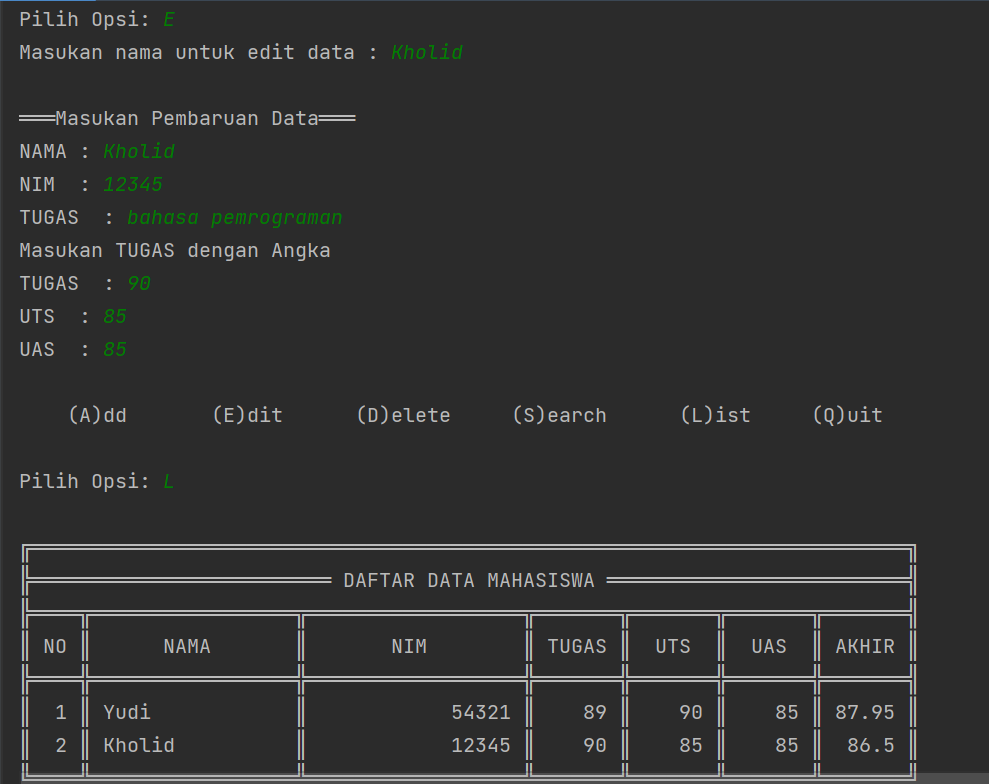 Pilih Opsi: E
Masukan nama untuk edit data : Kholid
═══Masukan Pembaruan Data═══
NAMA : Kholid
NIM  : 12345
TUGAS  : bahasa pemrograman
Masukan TUGAS dengan Angka
TUGAS  : 90
UTS  : 85
UAS  : 85
(A)dd (E)dit (D)elete (S)earch (L)ist (Q)uit
Pilih Opsi: L
DAFTAR DATA MAHASISWA
NO NAMA NIM TUGAS UTS UAS AKHIR
1 Yudi 54321 89 90 85 87.95
2 Kholid 12345 90 85 85 86.5